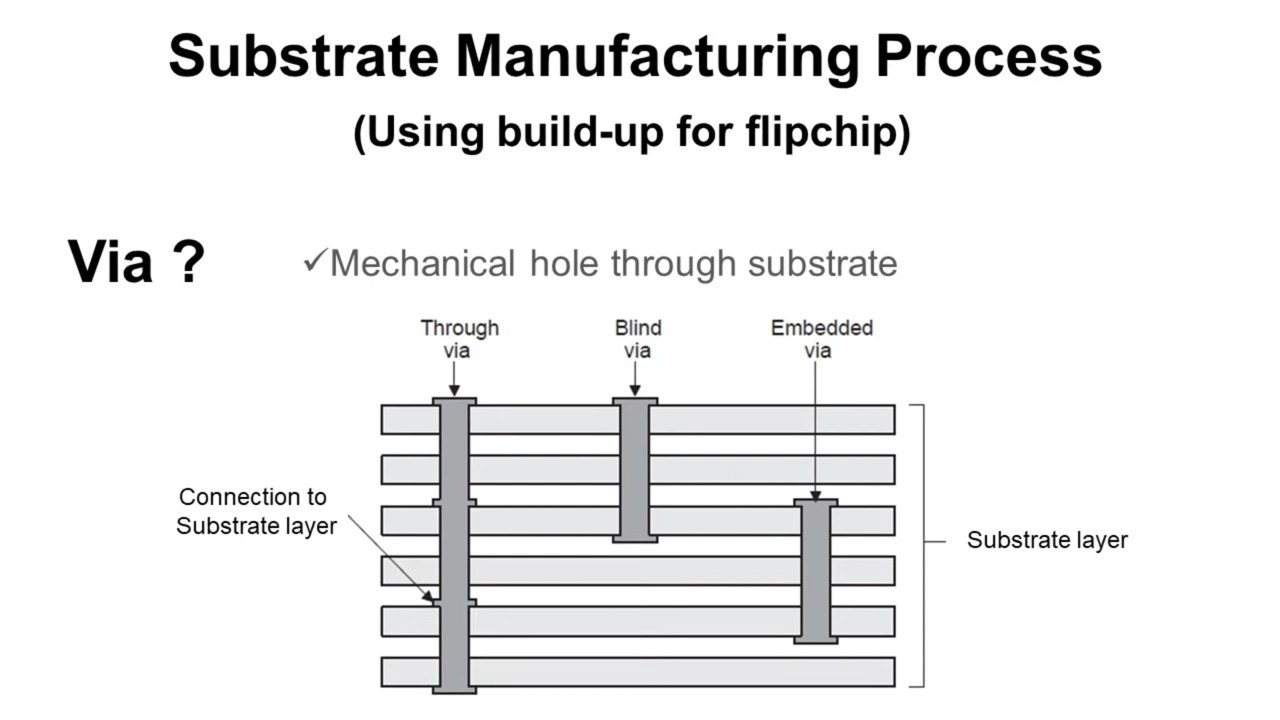 Substrate Manufacturing Process
(Using build-up for flipchip)
Via ?
✓Mechanical hole through substrate
Through
via
Blind
via
Embedded
via
Connection to
Substrate layer
Substrate layer